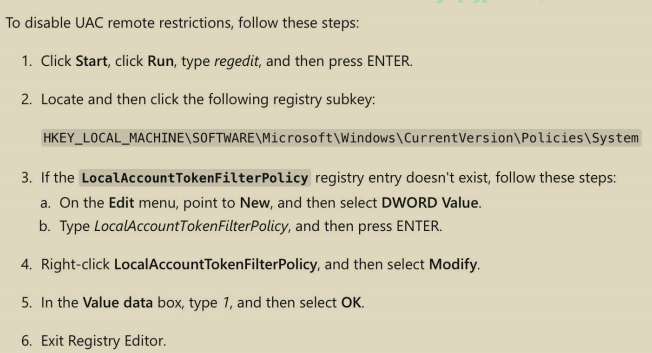 To disable UAC remote restrictions, follow these steps:
1. Click Start, click Run, type regedit, and then press ENTER.
2. Locate and then click the following registry subkey:
HKEY_LOCAL_MACHINE\SOFTWARE\Microsoft\Windows\CurrentVersion\Policies\System
3. If the LocalAccountTokenFilterPolicy registry entry doesn't exist, follow these steps:
a. On the Edit menu, point to New, and then select DWORD Value.
b. Type LocalAccountTokenFilterPolicy, and then press ENTER.
4. Right-click LocalAccountTokenFilterPolicy, and then select Modify.
5. In the Value data box, type 1, and then select OK.
6. Exit Registry Editor.